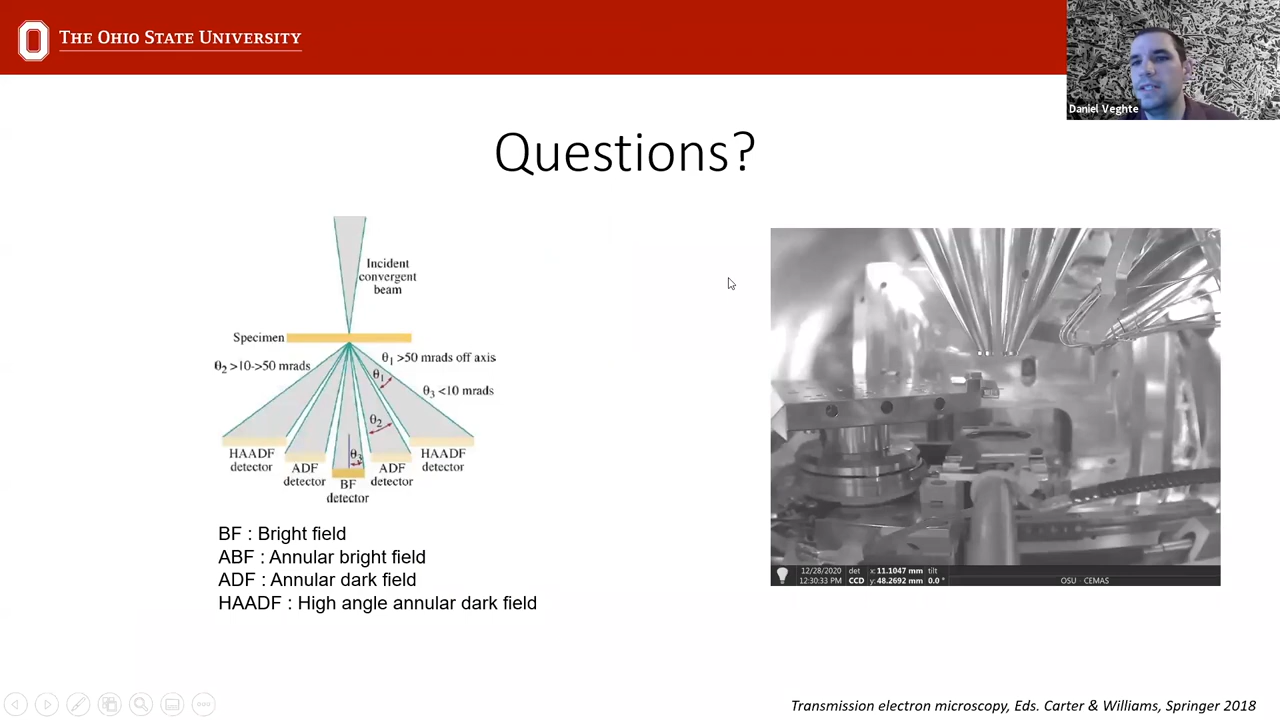 THE OHIO STATE UNIVERSITY
Daniel Veghte
Questions?
Incident
convergent
beam
Specimen
θ2 >10->50 mrads
θ1 >50 mrads off axis
θ1
θ3 <10 mrads
θ2
θ3
HAADF
detector
ADF
detector
BF
detector
ADF
detector
HAADF
detector
BF : Bright field
ABF : Annular bright field
ADF : Annular dark field
HAADF : High angle annular dark field
12/28/2020 det x: 11.1047 mm tilt
12:30:33 PM CCD y: 48.2692 mm 0.0 °
OSU - CEMAS
Transmission electron microscopy, Eds. Carter & Williams, Springer 2018